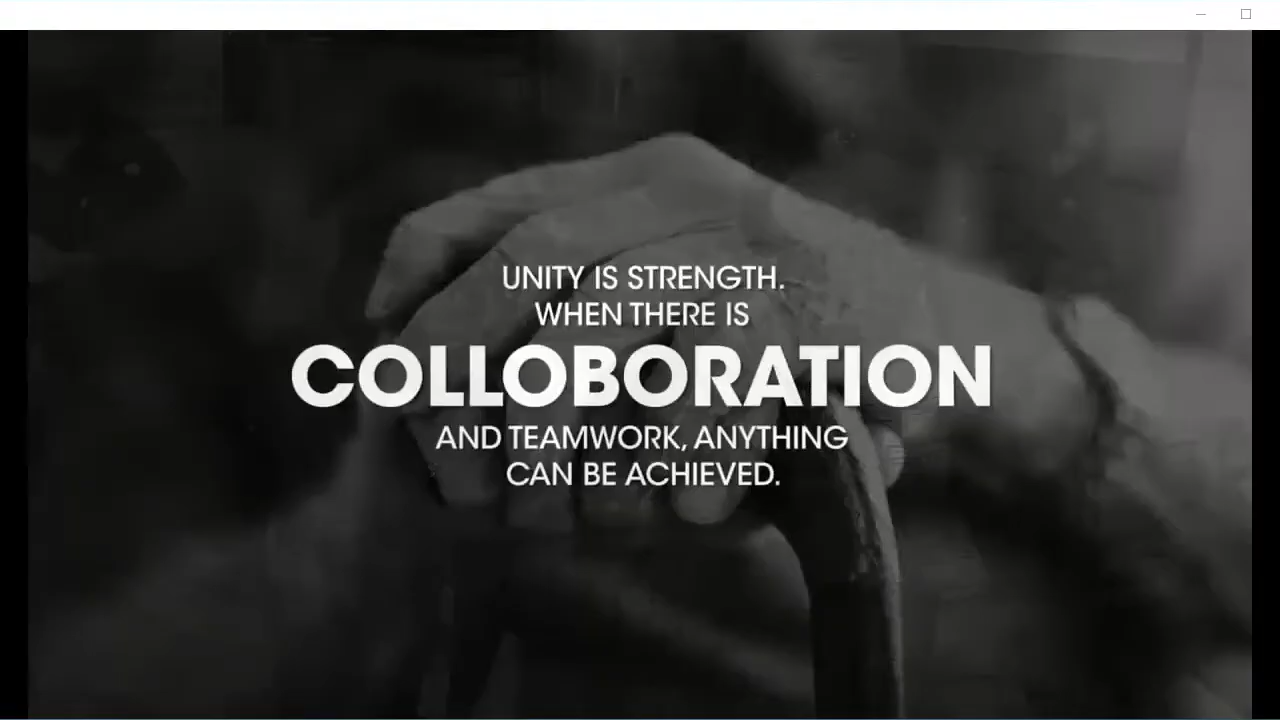 UNITY IS STRENGTH.
WHEN THERE IS
COLLOBORATION
AND TEAMWORK, ANYTHING
CAN BE ACHIEVED.